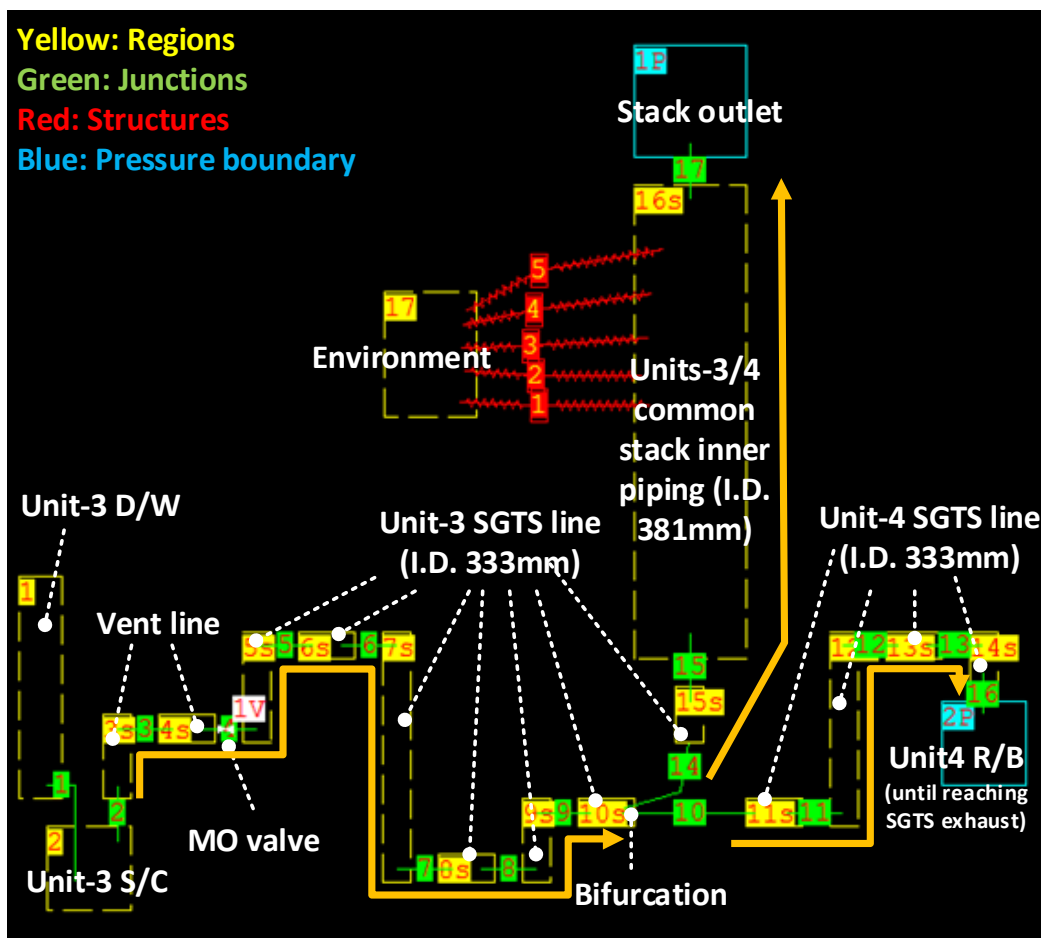 Yellow: Regions
Green: Junctions
Red: Structures
Blue: Pressure boundary
1P
Stack outlet
17
16s
5
17
4
Environment
3
2
1
Units-3/4
common
stack inner
piping (I.D.
381mm)
Unit-3 D/W
Unit-3 SGTS line
(I.D. 333mm)
Unit-4 SGTS line
(I.D. 333mm)
1
Vent line
5s
5
6s
6
7s
12
13s
13
14s
15
15s
16
1V
3s
3
4s
2P
Unit4 R/B
(until reaching
SGTS exhaust)
14
1
2
MO valve
9s
9
10s
10
11s
11
2
Unit-3 S/C
7
8s
8
Bifurcation